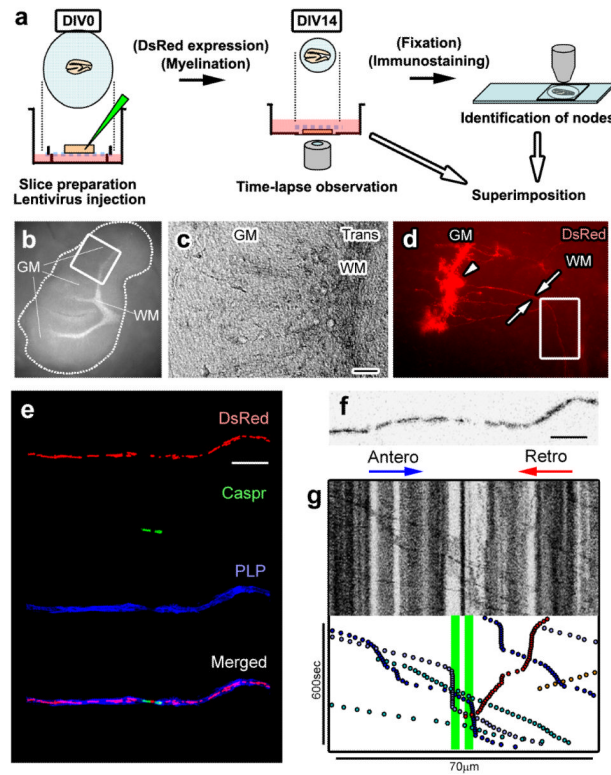 a
DIV0
(DsRed expression)
(Myelination)
DIV14
(Fixation)
(Immunostaining)
Identification of nodes
Slice preparation
Lentivirus injection
Time-lapse observation
Superimposition
b
GM
WM
c
GM
Trans
WM
d
GM
DsRed
WM
e
DsRed
Caspr
PLP
Merged
f
Antero
Retro
g
600sec
70μm